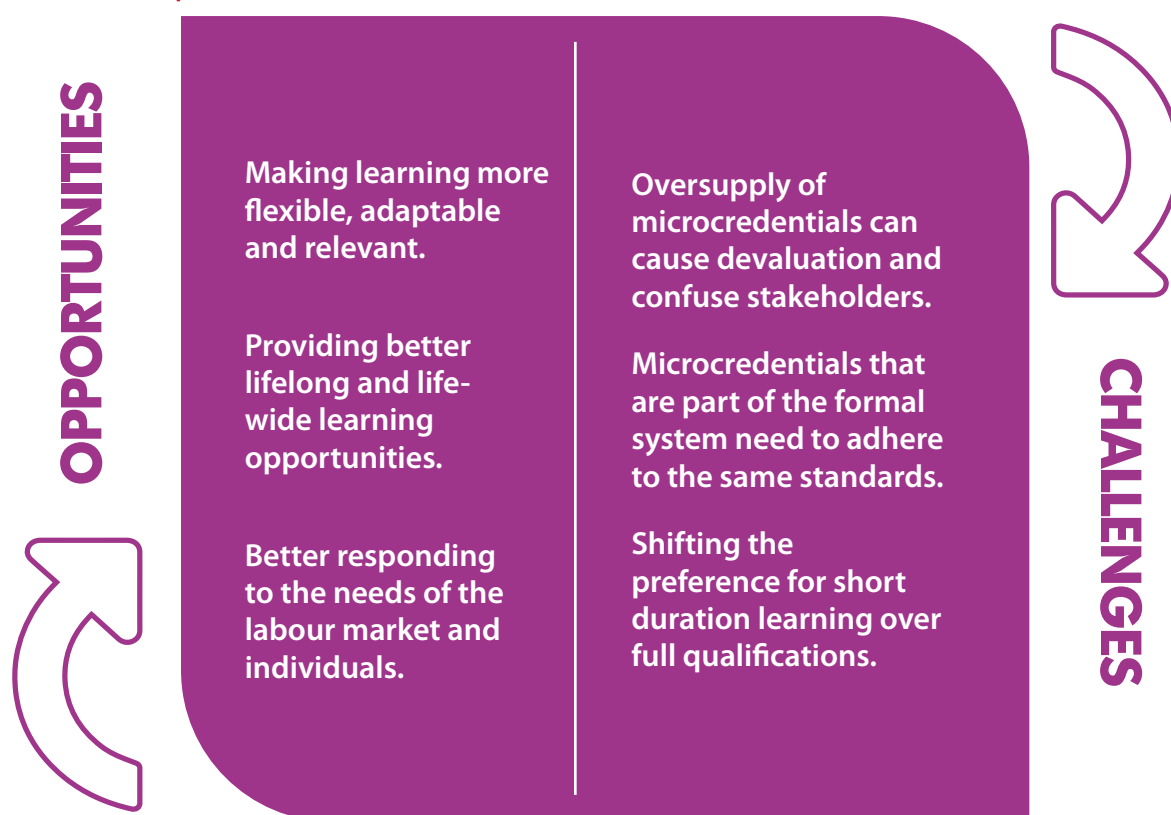 OPPORTUNITIES
Making learning more
flexible, adaptable
and relevant.
Providing better
lifelong and life-
wide learning
opportunities.
Better responding
to the needs of the
labour market and
individuals.
Oversupply of
microcredentials can
cause devaluation and
confuse stakeholders.
Microcredentials that
are part of the formal
system need to adhere
to the same standards.
Shifting the
preference for short
duration learning over
full qualifications.
CHALLENGES